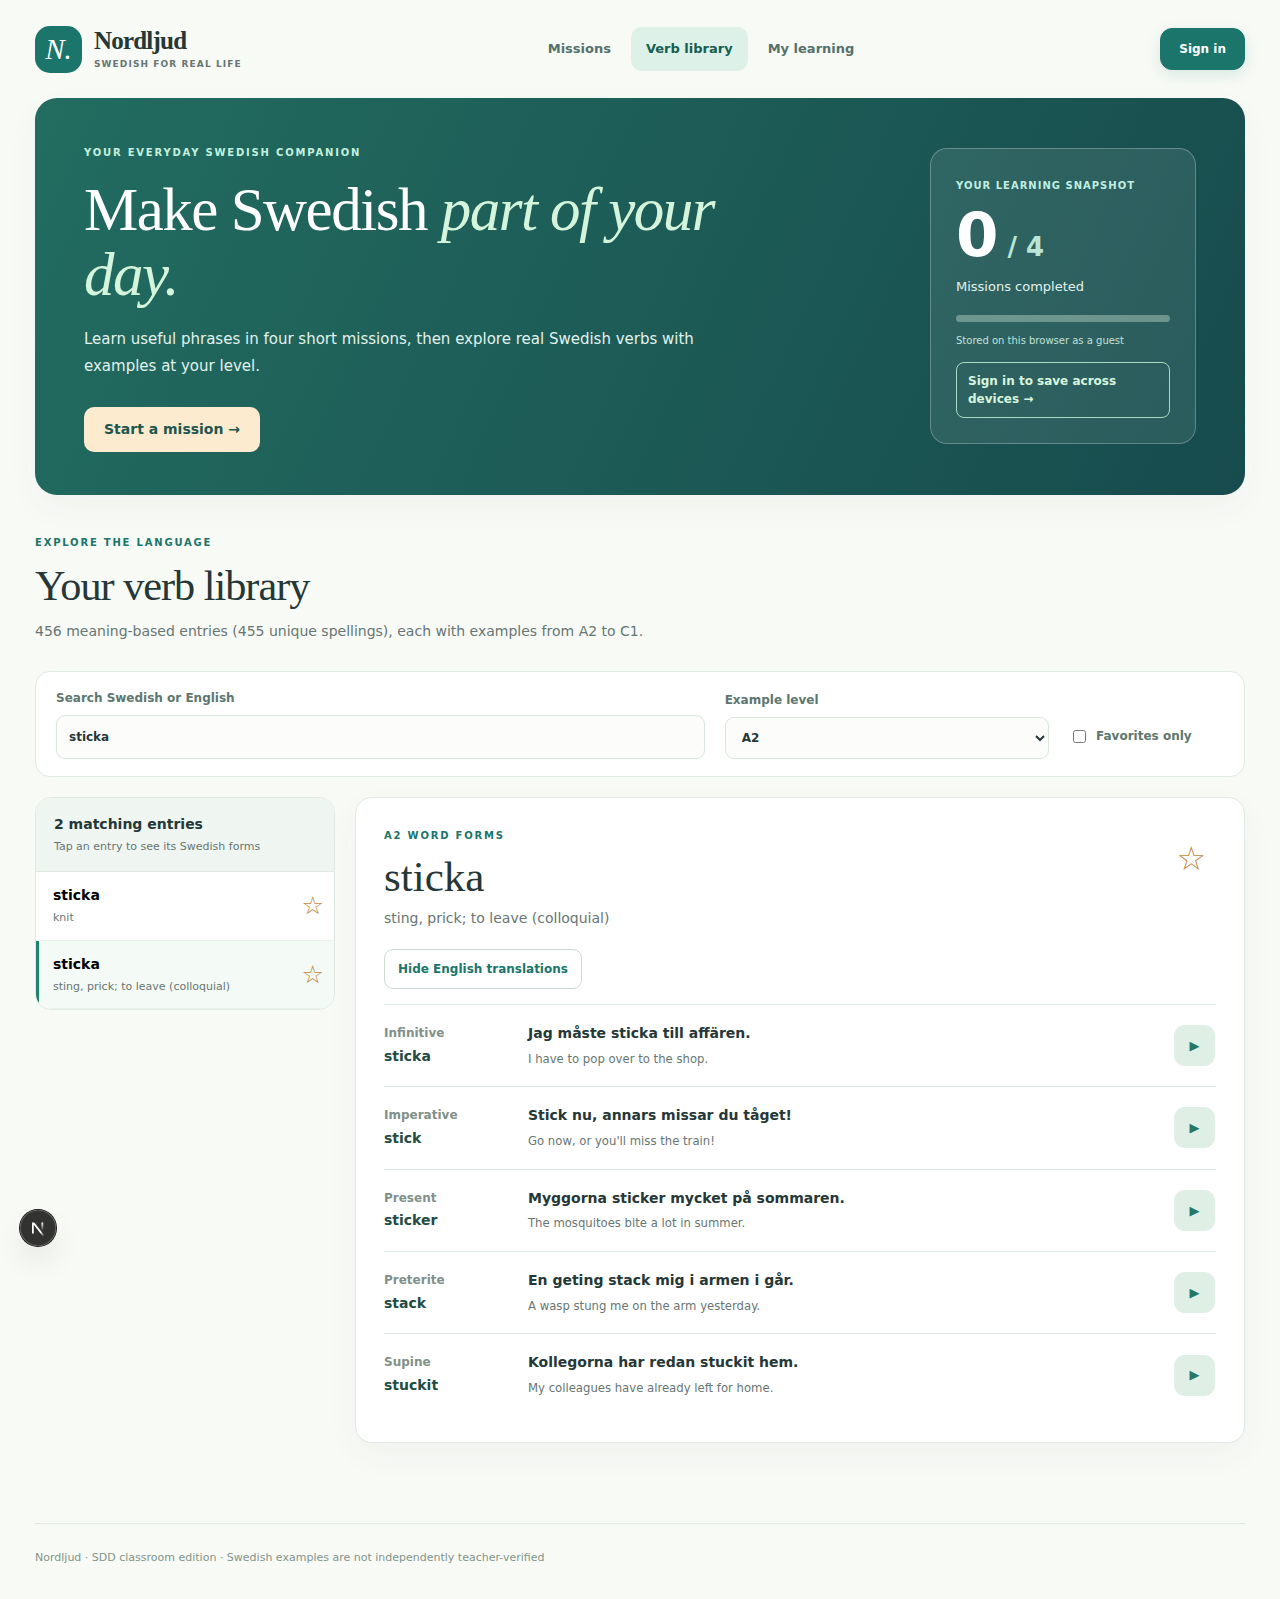 N.
Nordljud
SWEDISH FOR REAL LIFE
Missions
Verb library
My learning
Sign in
YOUR EVERYDAY SWEDISH COMPANION
Make Swedish part of your
day.
Learn useful phrases in four short missions, then explore real Swedish verbs with
examples at your level.
Start a mission →
YOUR LEARNING SNAPSHOT
0 / 4
Missions completed
Stored on this browser as a guest
Sign in to save across
devices →
EXPLORE THE LANGUAGE
Your verb library
456 meaning-based entries (455 unique spellings), each with examples from A2 to C1.
Search Swedish or English
sticka
Example level
A2
Favorites only
2 matching entries
Tap an entry to see its Swedish forms
sticka
knit
sticka
sting, prick; to leave (colloquial)
A2 WORD FORMS
sticka
sting, prick; to leave (colloquial)
Hide English translations
Infinitive
sticka
Jag måste sticka till affären.
I have to pop over to the shop.
Imperative
stick
Stick nu, annars missar du tåget!
Go now, or you'll miss the train!
Present
sticker
Myggorna sticker mycket på sommaren.
The mosquitoes bite a lot in summer.
Preterite
stack
En geting stack mig i armen i går.
A wasp stung me on the arm yesterday.
Supine
stuckit
Kollegorna har redan stuckit hem.
My colleagues have already left for home.
N
Nordljud · SDD classroom edition · Swedish examples are not independently teacher-verified